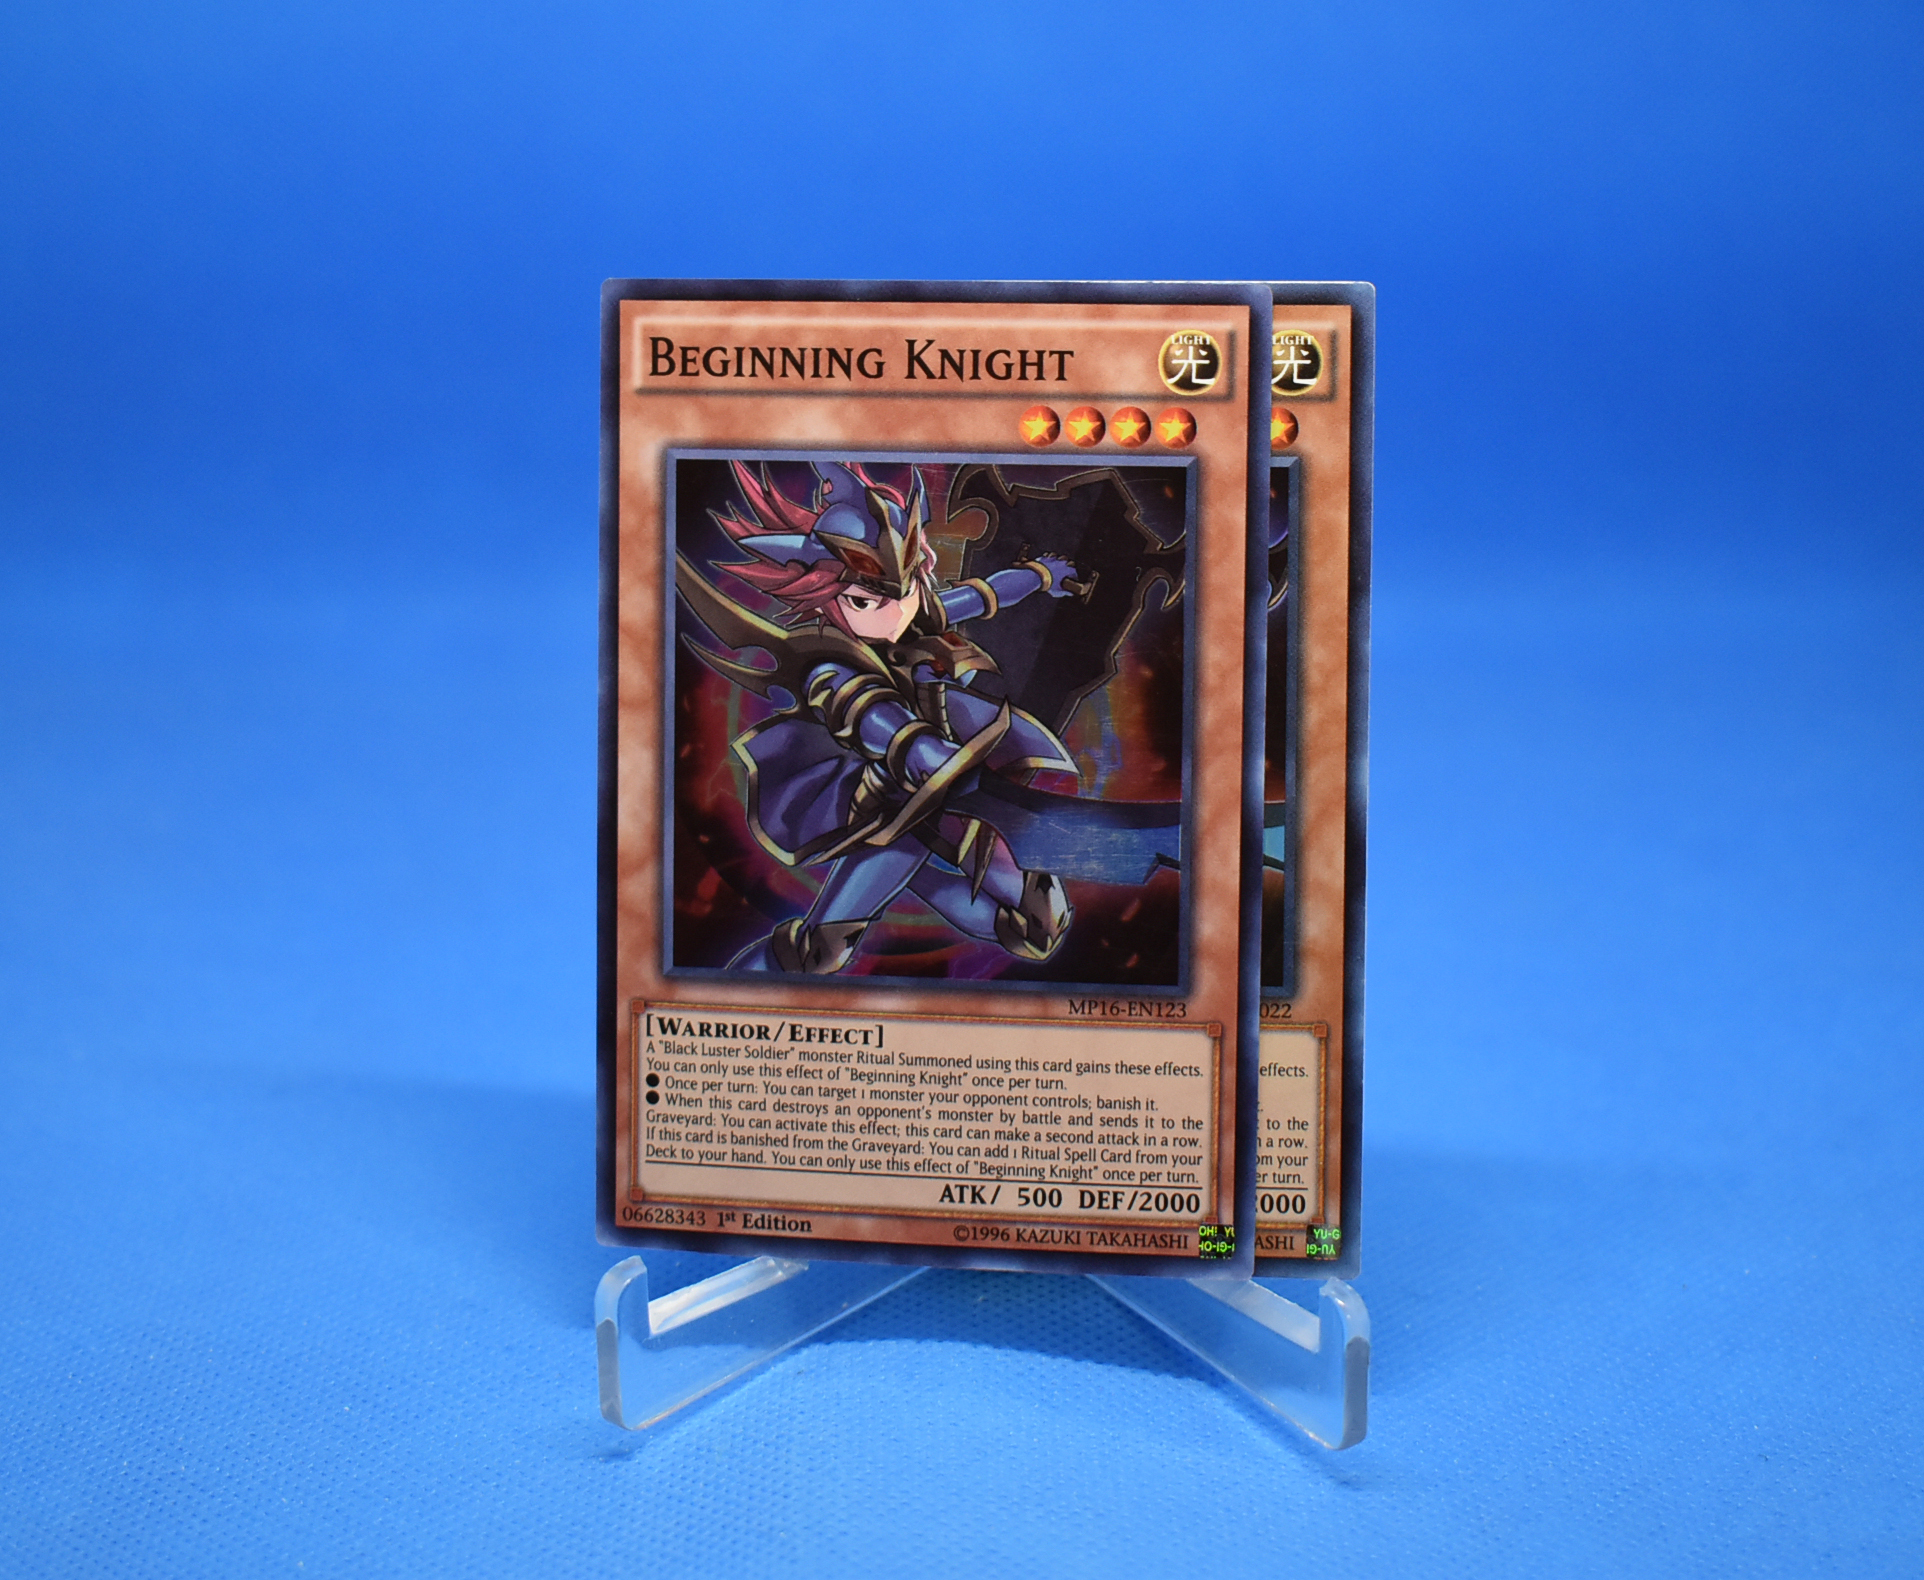 BEGINNING KNIGHT
LIGHT
光
LIGHT
光
MP16-EN123
022
[WARRIOR/EFFECT]
A "Black Luster Soldier" monster Ritual Summoned using this card gains these effects.
You can only use this effect of "Beginning Knight" once per turn.
● Once per turn: You can target 1 monster your opponent controls; banish it.
● When this card destroys an opponent's monster by battle and sends it to the
Graveyard: You can activate this effect; this card can make a second attack in a row.
If this card is banished from the Graveyard: You can add 1 Ritual Spell Card from your
Deck to your hand. You can only use this effect of "Beginning Knight" once per turn.
ATK/ 500 DEF/2000
06628343 1st Edition
©1996 KAZUKI TAKAHASHI
effects.
to the
a row.
your
turn.
000
ASHI